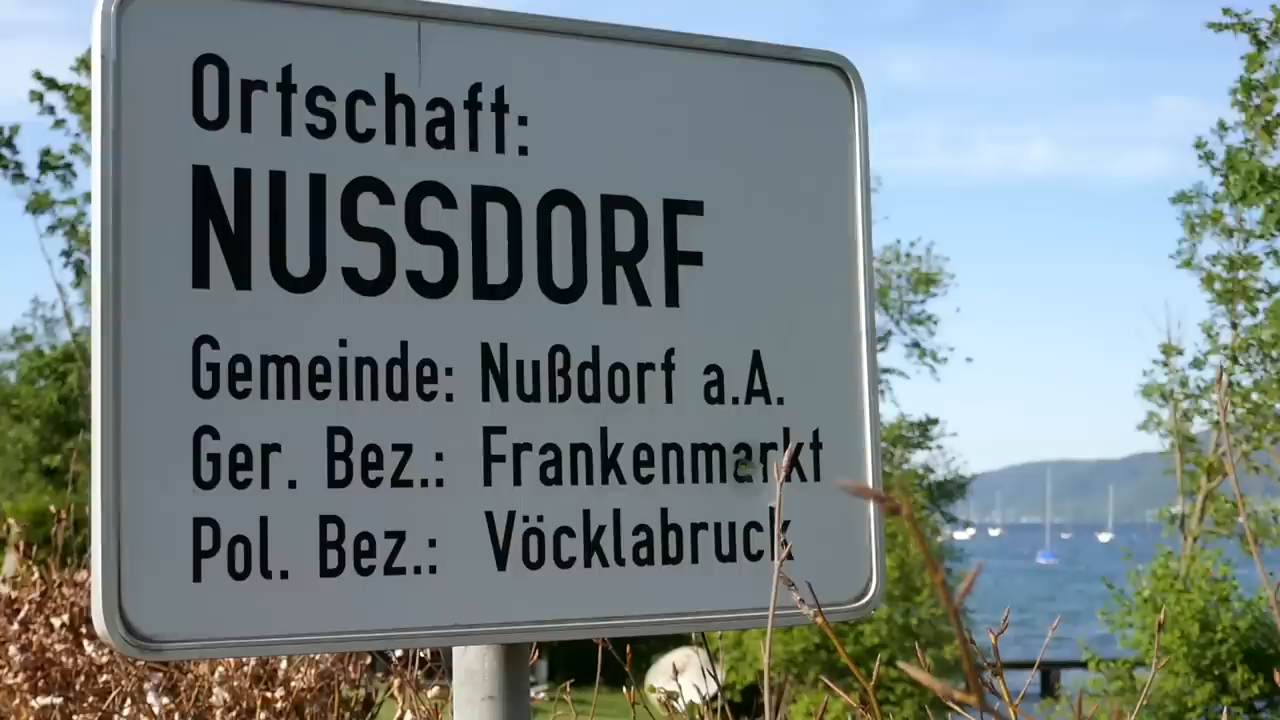 Ortschaft:
NUSSDORF
Gemeinde: Nußdorf a.A.
Ger. Bez.: Frankenmarkt
Pol. Bez.: Vöcklabruck